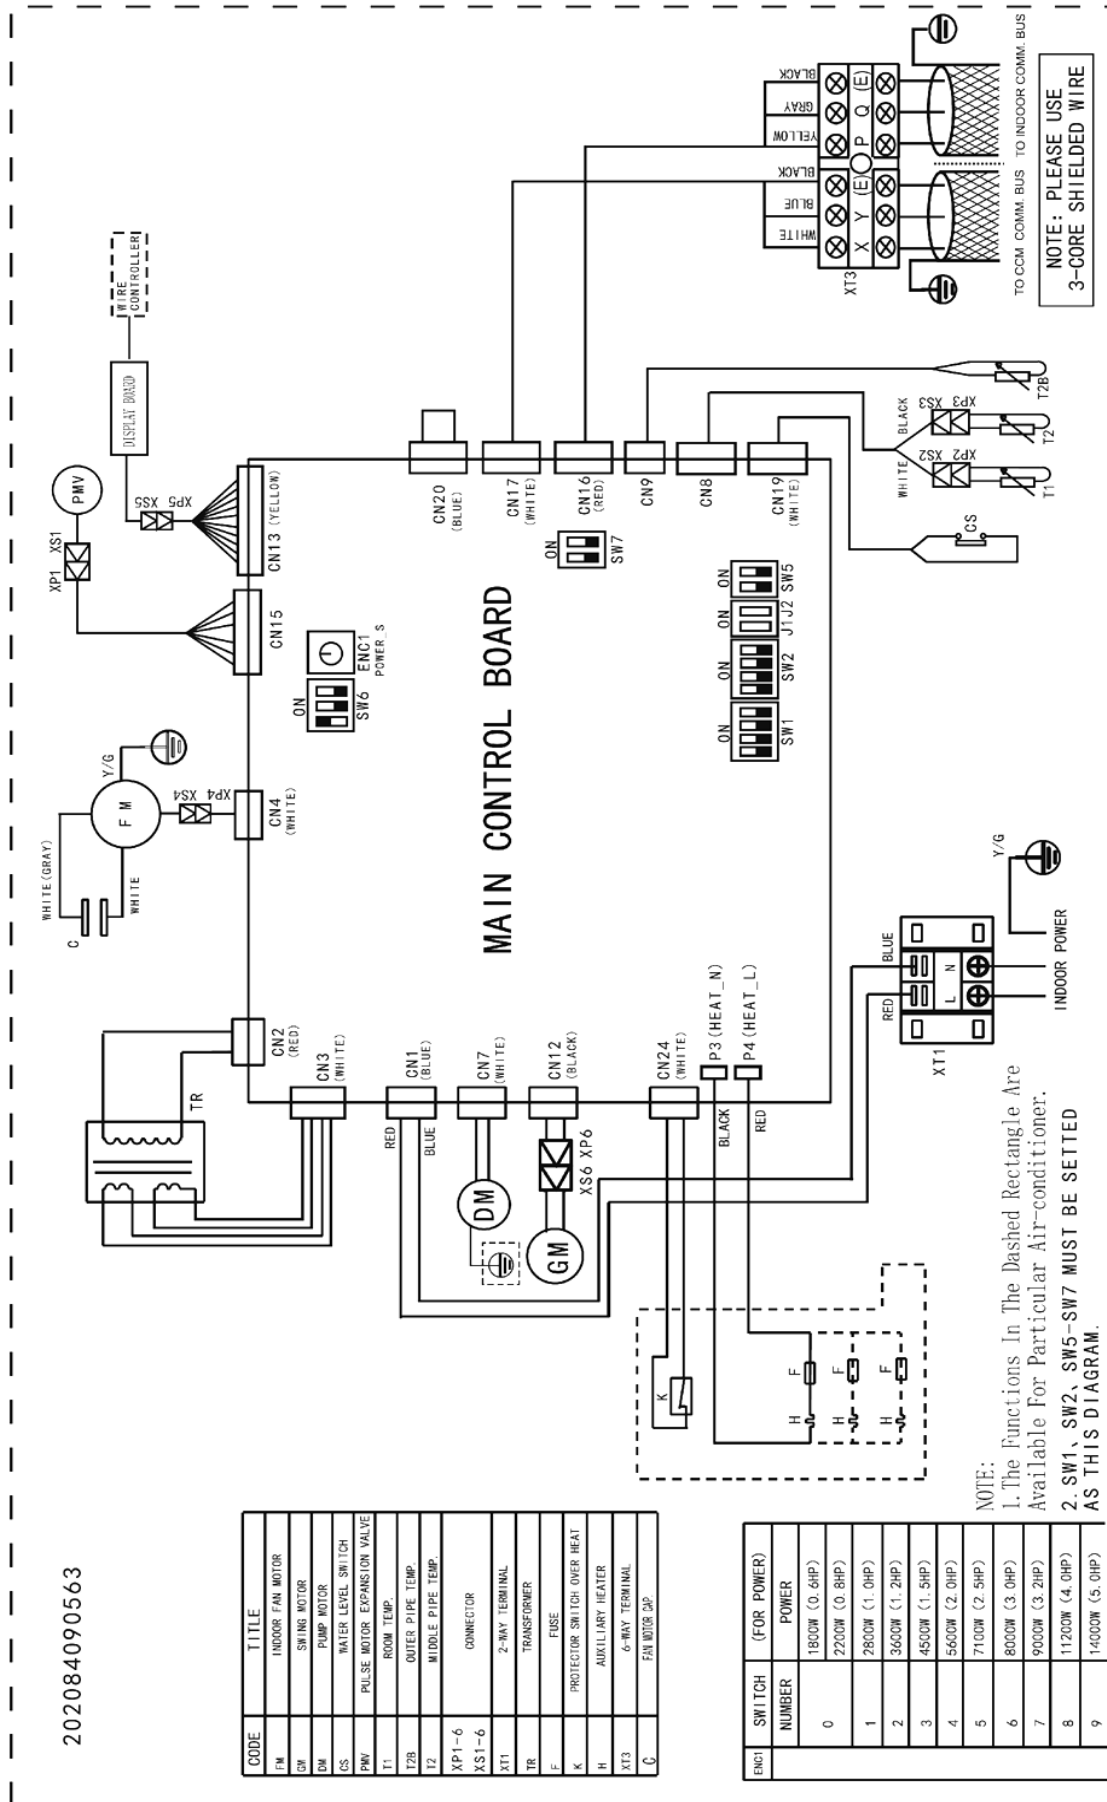 202084090563
WIRE
CONTROLLER
DISPLAY BOARD
PMV
XP1 XS1
XS5 XP5
CN13 (YELLOW)
CN15
ENC1
POWER_S
ON
SW6
Y/G
FM
XS4 XP4
WHITE(GRAY)
WHITE
C
CN4
(WHITE)
CN2
(RED)
TR
CN3
(WHITE)
CN1
(BLUE)
RED
BLUE
CN7
(WHITE)
DM
CN12
(BLACK)
XS6 XP6
GM
CN24
(WHITE)
P3(HEAT_N)
P4(HEAT_L)
BLACK
RED
K
H
F
H
F
H
F
MAIN CONTROL BOARD
CN20
(BLUE)
CN17
(WHITE)
CN16
(RED)
CN9
CN8
CN19
(WHITE)
ON
SW7
ON
SW5
ON
J1J2
ON
SW2
ON
SW1
BLACK
GRAY
YELLOW
BLACK
BLUE
WHITE
X Y (E) P Q (E)
XT3
TO CCM COMM. BUS
TO INDOOR COMM. BUS
NOTE: PLEASE USE
3-CORE SHIELDED WIRE
T2B
BLACK
XS3 XP3
T2
WHITE
XS2 XP2
T1
CS
RED
BLUE
L N
XT1
Y/G
INDOOR POWER
CODE TITLE
FM INDOOR FAN MOTOR
GM SWING MOTOR
DM PUMP MOTOR
CS WATER LEVEL SWITCH
PMV PULSE MOTOR EXPANSION VALVE
T1 ROOM TEMP.
T2B OUTER PIPE TEMP.
T2 MIDDLE PIPE TEMP.
XP1-6
XS1-6 CONNECTOR
XT1 2-WAY TERMINAL
TR TRANSFORMER
F FUSE
K PROTECTOR SWITCH OVER HEAT
H AUXILIARY HEATER
XT3 6-WAY TERMINAL
C FAN MOTOR CAP.
ENC1 SWITCH (FOR POWER)
NUMBER POWER
0 1800W (0.6HP)
2200W (0.8HP)
1 2800W (1.0HP)
2 3600W (1.2HP)
3 4500W (1.5HP)
4 5600W (2.0HP)
5 7100W (2.5HP)
6 8000W (3.0HP)
7 9000W (3.2HP)
8 11200W (4.0HP)
9 14000W (5.0HP)
NOTE:
1.The Functions In The Dashed Rectangle Are
Available For Particular Air-conditioner.
2. SW1、SW2、SW5-SW7 MUST BE SETTED
AS THIS DIAGRAM.